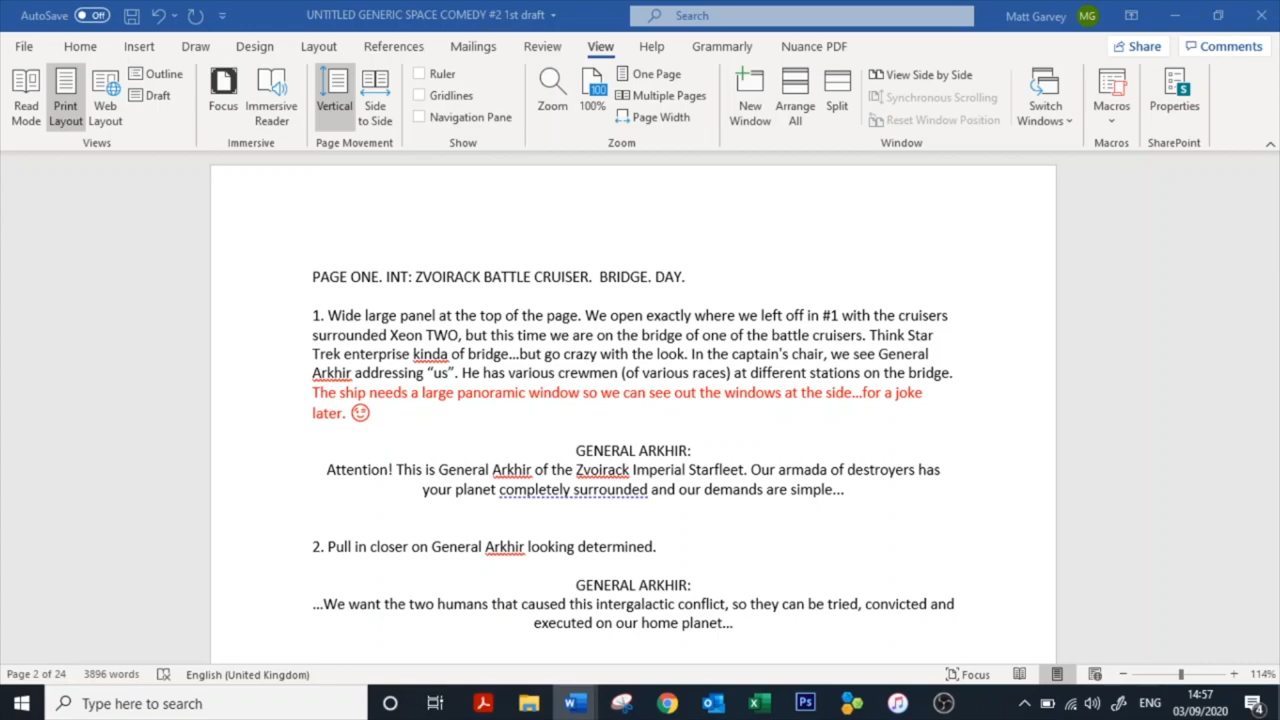 AutoSave Off UNTITLED GENERIC SPACE COMEDY #2 1st draft Search Matt Garvey MG
File Home Insert Draw Design Layout References Mailings Review View Help Grammarly Nuance PDF Share Comments
Read Mode
Print Layout
Web Layout
Outline
Draft
Views
Focus
Immersive Reader
Immersive
Vertical
Side to Side
Page Movement
Ruler
Gridlines
Navigation Pane
Show
Zoom
100
100%
One Page
Multiple Pages
Page Width
Zoom
New Window
Arrange All
Split
View Side by Side
Synchronous Scrolling
Reset Window Position
Window
Switch Windows
Macros
Macros
Properties
SharePoint
PAGE ONE. INT: ZVOIRACK BATTLE CRUISER. BRIDGE. DAY.
1. Wide large panel at the top of the page. We open exactly where we left off in #1 with the cruisers
surrounded Xeon TWO, but this time we are on the bridge of one of the battle cruisers. Think Star
Trek enterprise kinda of bridge…but go crazy with the look. In the captain's chair, we see General
Arkhir addressing “us”. He has various crewmen (of various races) at different stations on the bridge.
The ship needs a large panoramic window so we can see out the windows at the side…for a joke
later. 😉
GENERAL ARKHIR:
Attention! This is General Arkhir of the Zvoirack Imperial Starfleet. Our armada of destroyers has
your planet completely surrounded and our demands are simple…
2. Pull in closer on General Arkhir looking determined.
GENERAL ARKHIR:
…We want the two humans that caused this intergalactic conflict, so they can be tried, convicted and
executed on our home planet…
Page 2 of 24 3896 words English (United Kingdom) Focus 114%
Type here to search W Ps ENG 14:57
03/09/2020 4